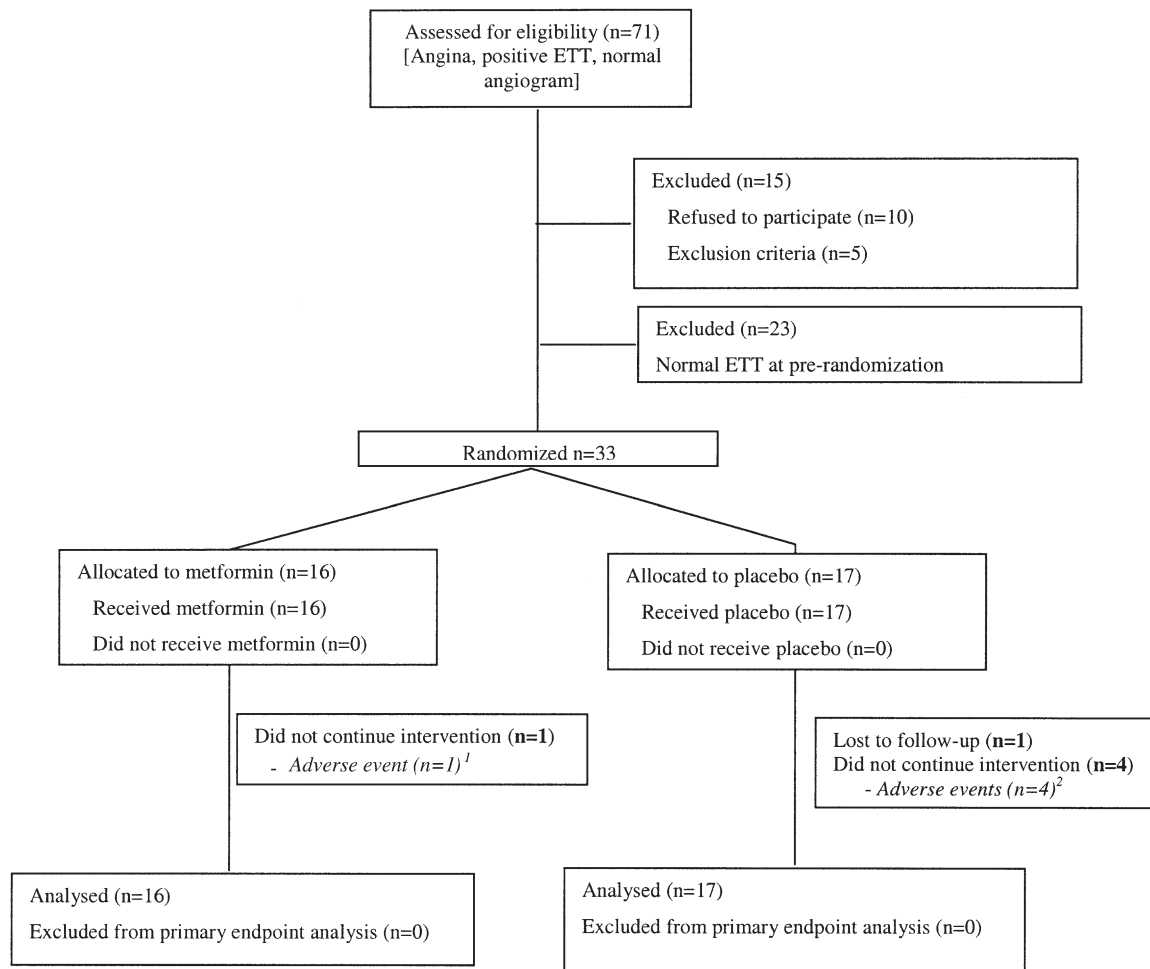 Assessed for eligibility (n=71)
[Angina, positive ETT, normal
angiogram]
Excluded (n=15)
Refused to participate (n=10)
Exclusion criteria (n=5)
Excluded (n=23)
Normal ETT at pre-randomization
Randomized n=33
Allocated to metformin (n=16)
Received metformin (n=16)
Did not receive metformin (n=0)
Allocated to placebo (n=17)
Received placebo (n=17)
Did not receive placebo (n=0)
Did not continue intervention (n=1)
- Adverse event (n=1)¹
Lost to follow-up (n=1)
Did not continue intervention (n=4)
- Adverse events (n=4)²
Analysed (n=16)
Excluded from primary endpoint analysis (n=0)
Analysed (n=17)
Excluded from primary endpoint analysis (n=0)